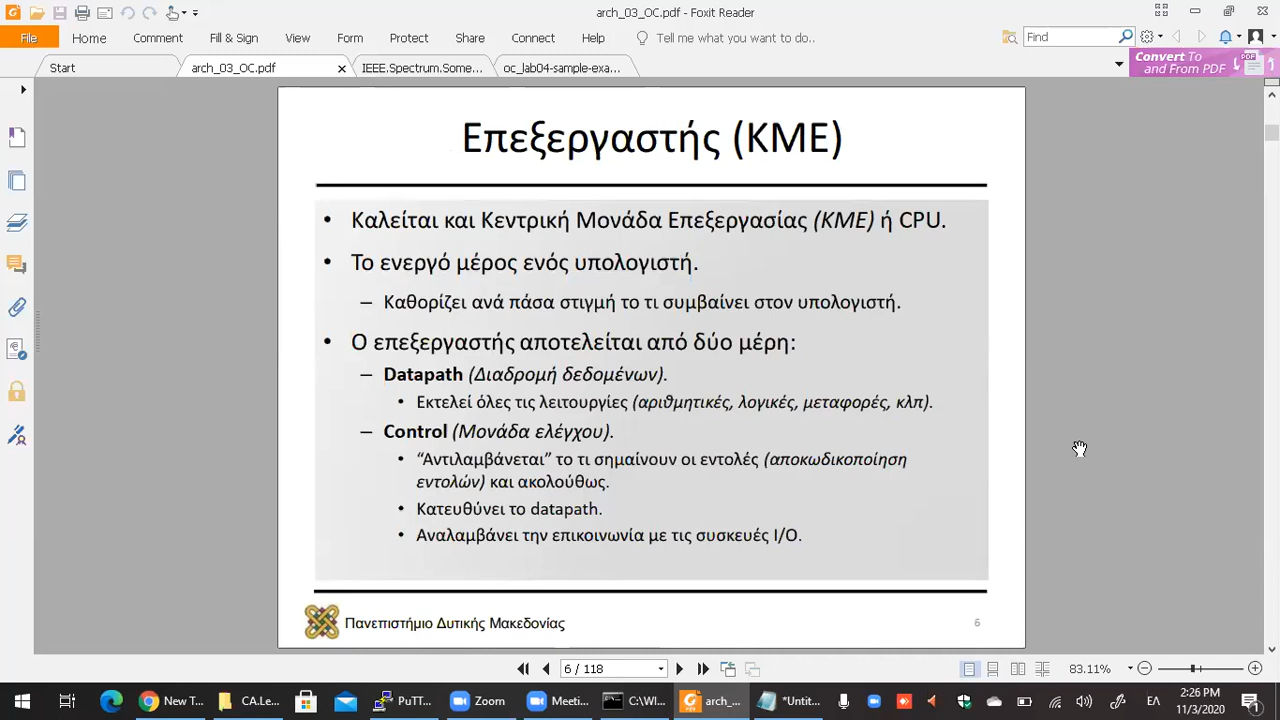 arch_03_OC.pdf - Foxit Reader
File Home Comment Fill & Sign View Form Protect Share Connect Help Tell me what you want to do.. Find
Start arch_03_OC.pdf IEEE.Spectrum.Some... oc_lab04-sample-exa... Convert To and From PDF
Επεξεργαστής (ΚΜΕ)
• Καλείται και Κεντρική Μονάδα Επεξεργασίας (ΚΜΕ) ή CPU.
• Το ενεργό μέρος ενός υπολογιστή.
– Καθορίζει ανά πάσα στιγμή το τι συμβαίνει στον υπολογιστή.
• Ο επεξεργαστής αποτελείται από δύο μέρη:
– Datapath (Διαδρομή δεδομένων).
• Εκτελεί όλες τις λειτουργίες (αριθμητικές, λογικές, μεταφορές, κλπ).
– Control (Μονάδα ελέγχου).
• “Αντιλαμβάνεται” το τι σημαίνουν οι εντολές (αποκωδικοποίηση
εντολών) και ακολούθως.
• Κατευθύνει το datapath.
• Αναλαμβάνει την επικοινωνία με τις συσκευές I/O.
Πανεπιστήμιο Δυτικής Μακεδονίας 6
6 / 118 83.11%
New T... CA.Le... PuTT... Zoom Meeti... C:\WI... arch_... *Untit... ΕΛ 2:26 PM
11/3/2020